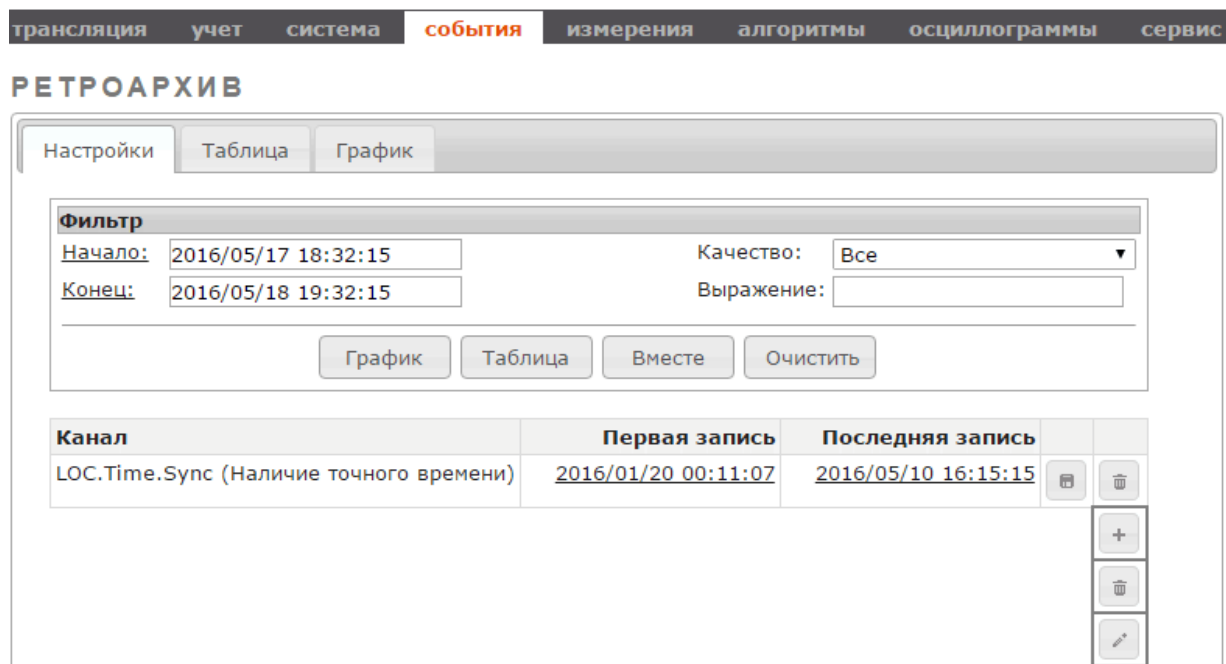 трансляция учет система события измерения алгоритмы осциллограммы сервис
РЕТРОАРХИВ
Настройки Таблица График
Фильтр
Начало: 2016/05/17 18:32:15 Качество: Все
Конец: 2016/05/18 19:32:15 Выражение:
График Таблица Вместе Очистить
Канал Первая запись Последняя запись
LOC.Time.Sync (Наличие точного времени) 2016/01/20 00:11:07 2016/05/10 16:15:15